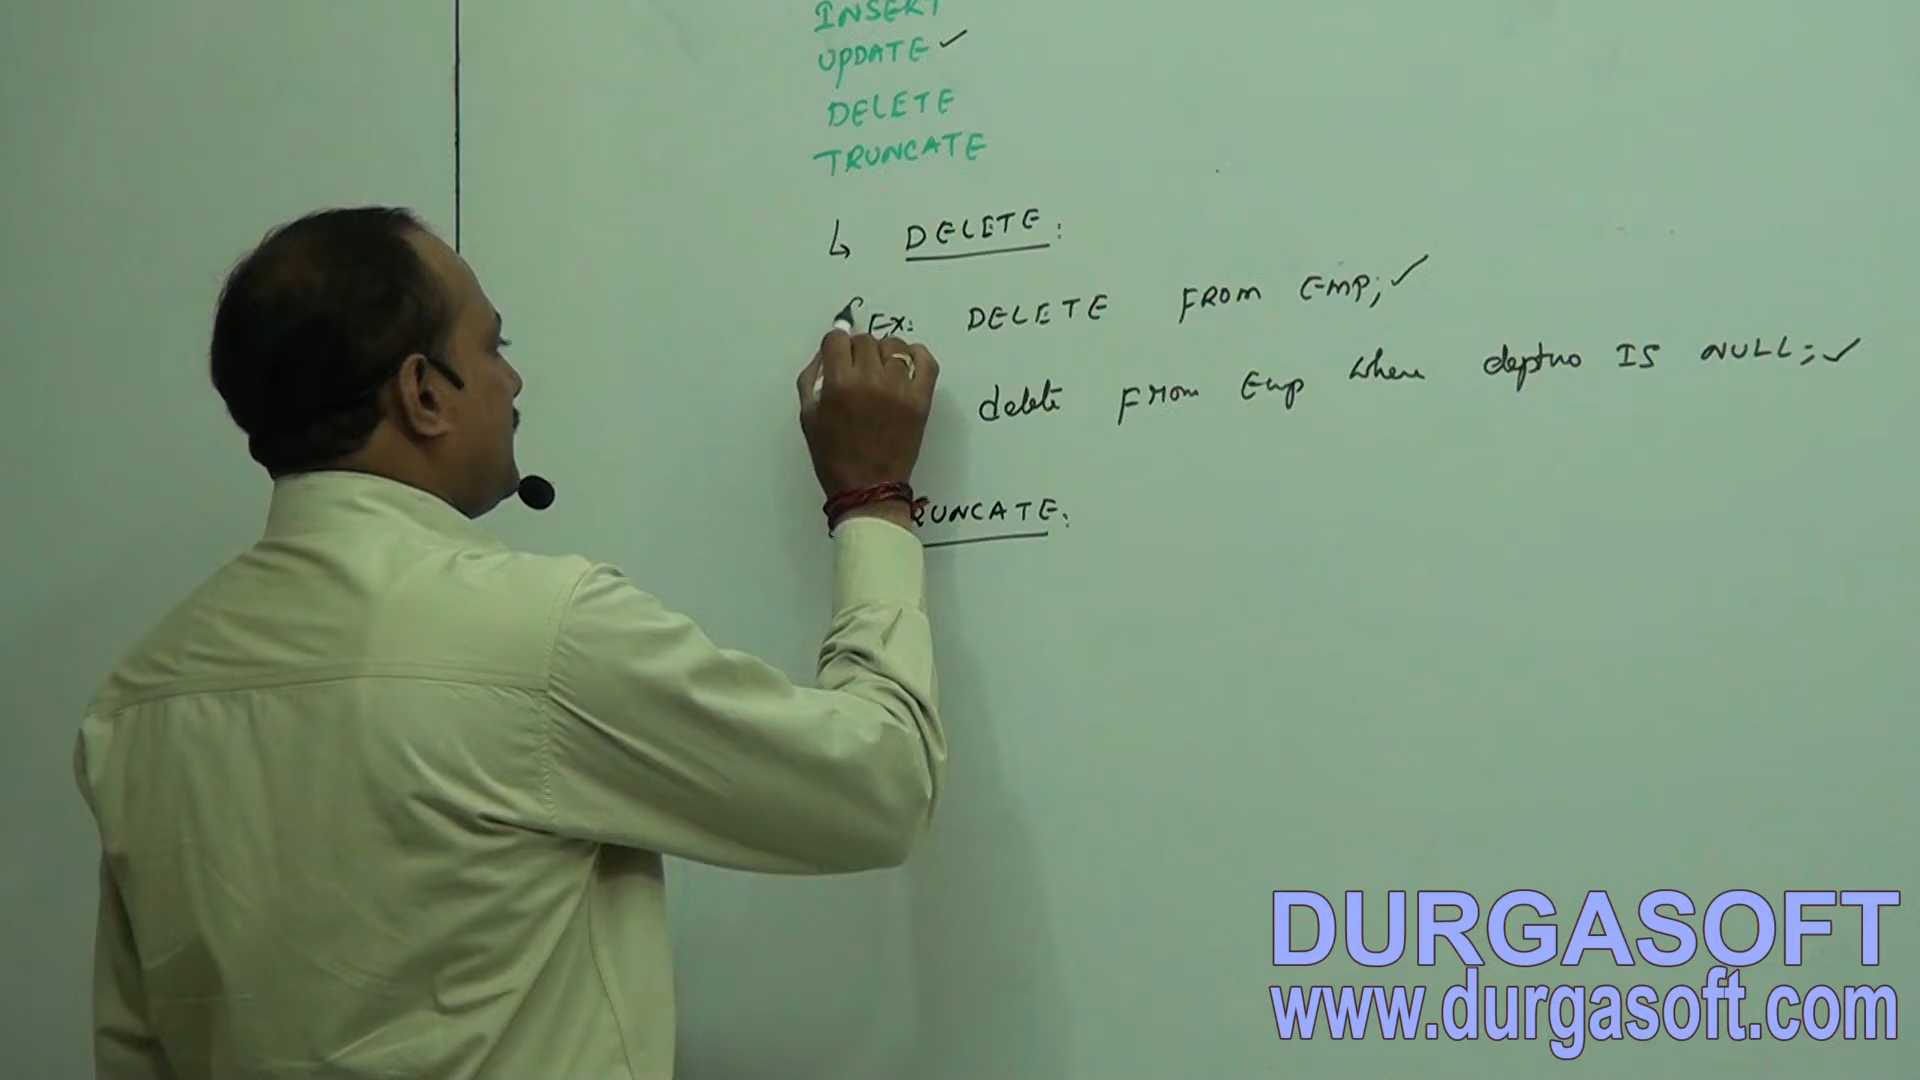 INSERT
UPDATE ✓
DELETE
TRUNCATE
↳ DELETE:
Ex: DELETE FROM EMP; ✓
delete From Emp where deptno IS NULL; ✓
RUNCATE:
DURGASOFT
www.durgasoft.com